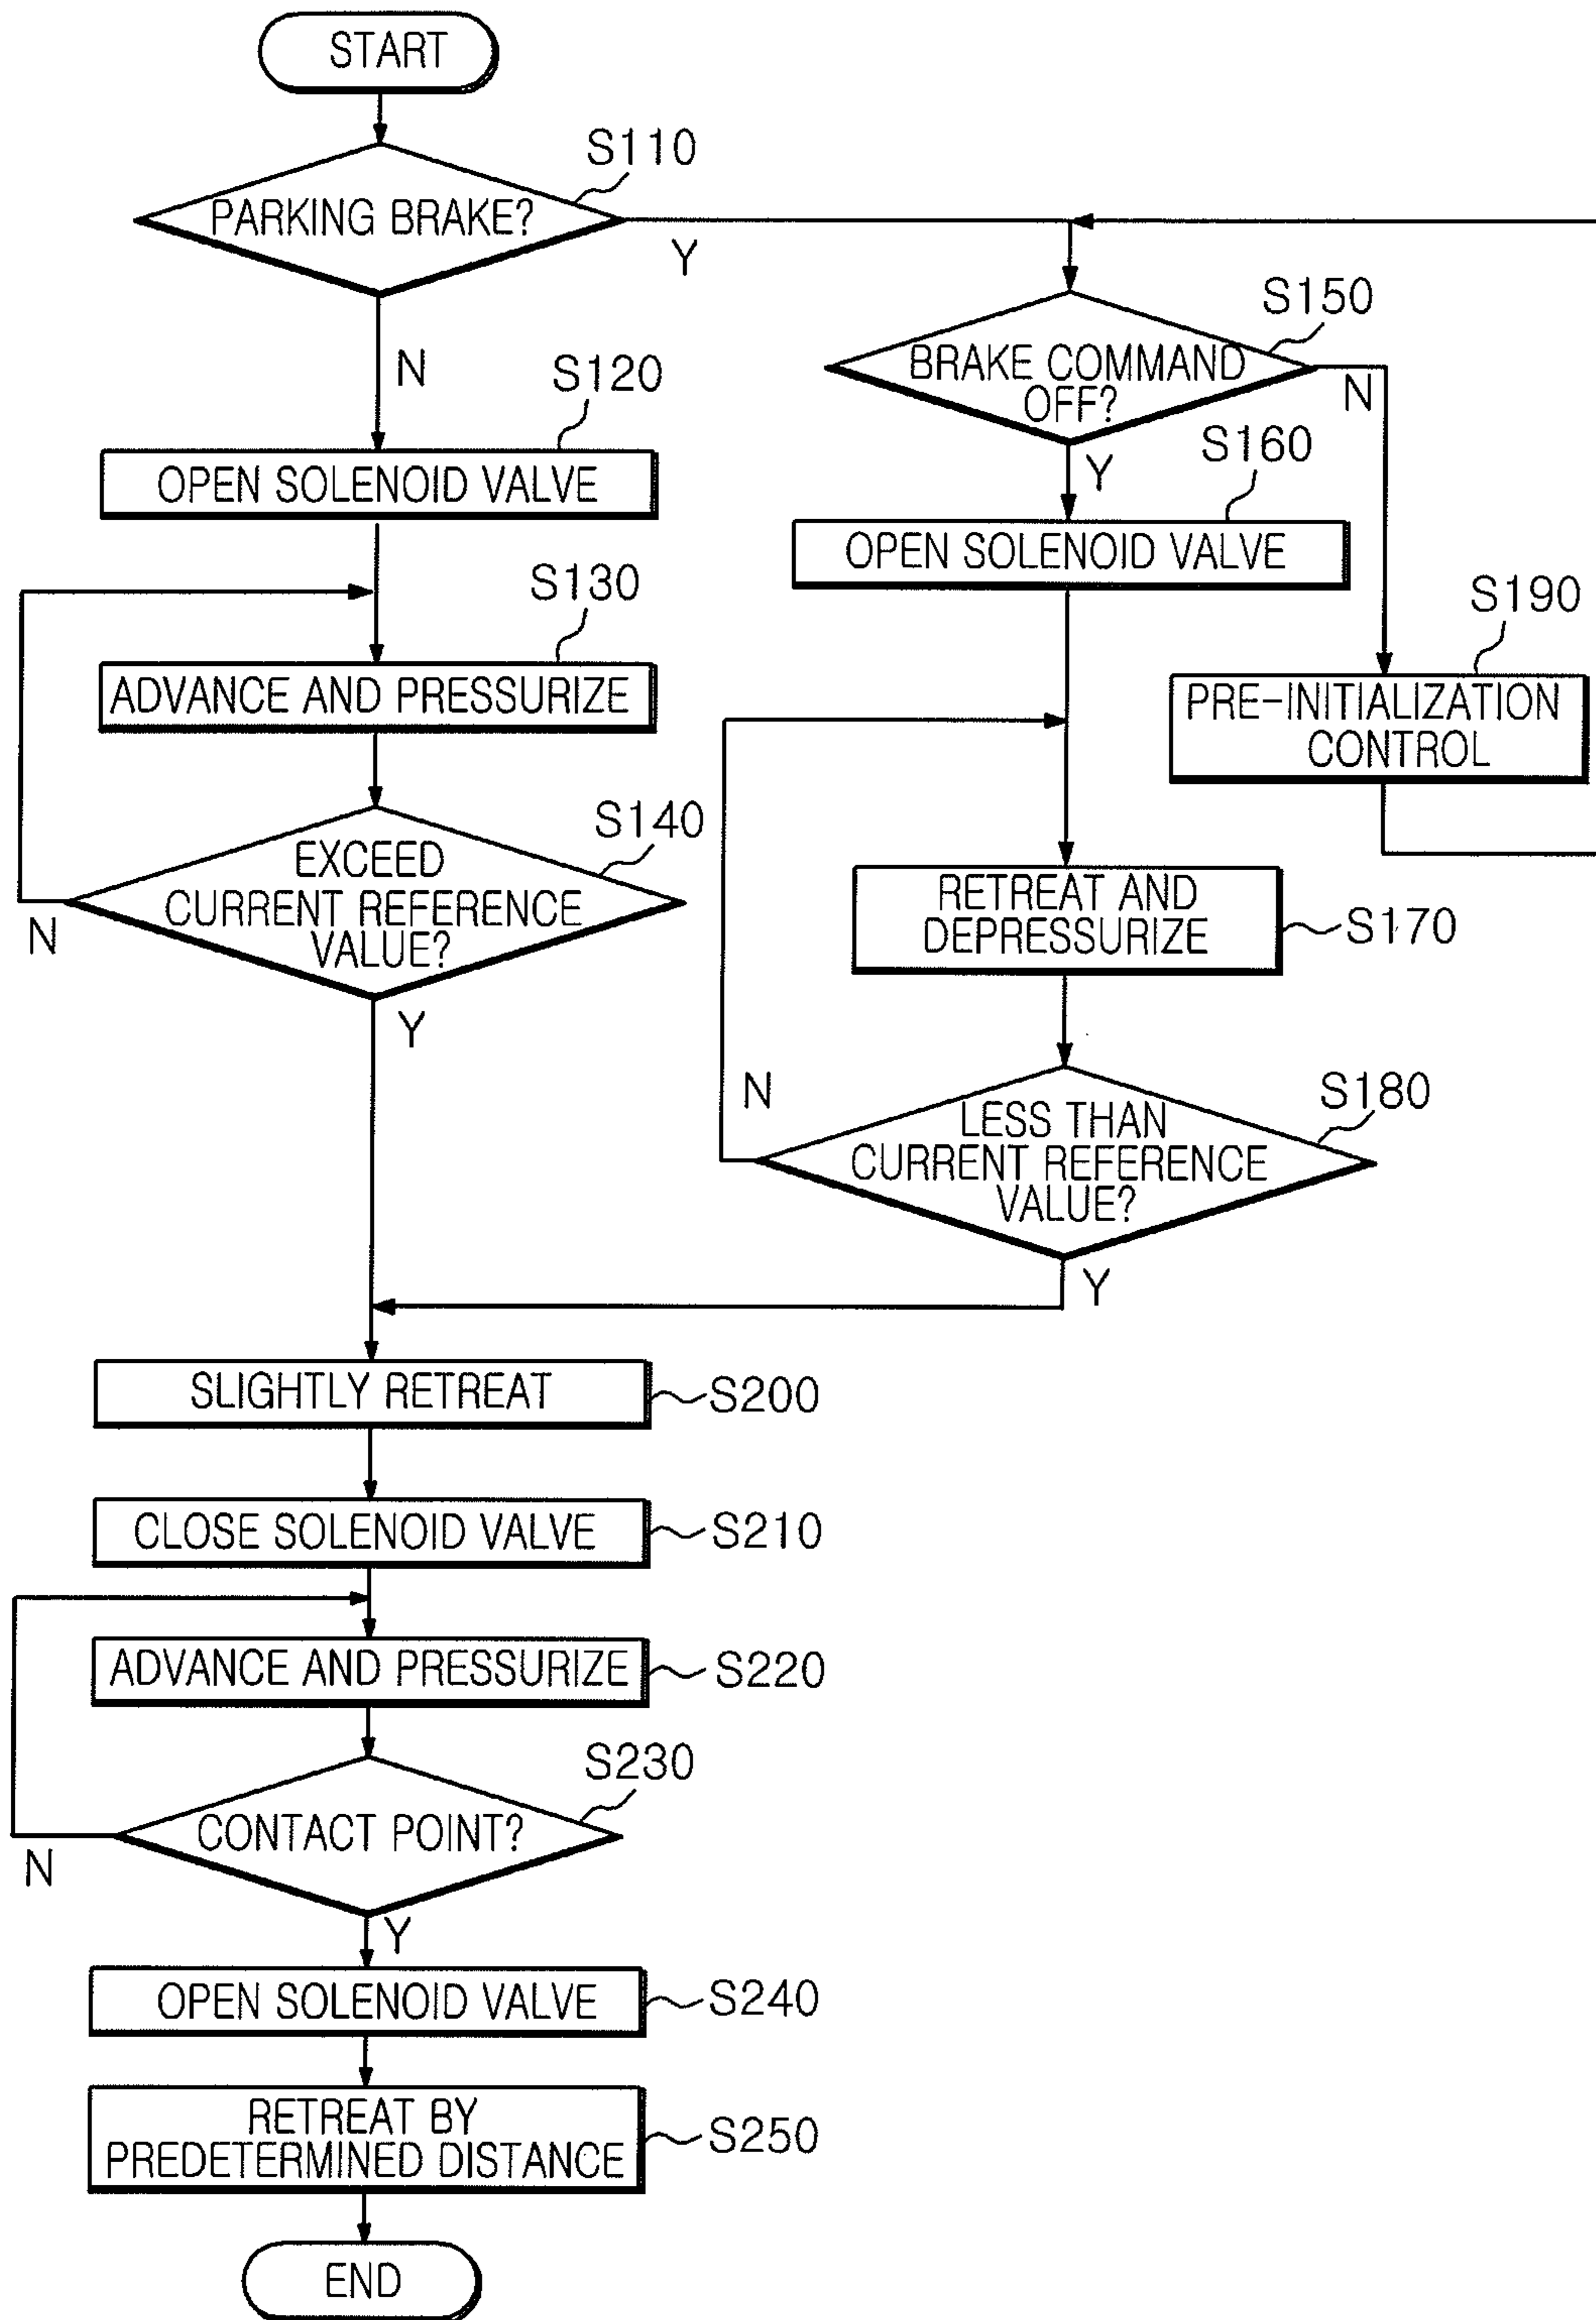 START
S110
PARKING BRAKE?
Y
N
S150
BRAKE COMMAND
OFF?
N
Y
S120
OPEN SOLENOID VALVE
S160
OPEN SOLENOID VALVE
S130
ADVANCE AND PRESSURIZE
S190
PRE-INITIALIZATION
CONTROL
S140
EXCEED
CURRENT REFERENCE
VALUE?
N
Y
RETREAT AND
DEPRESSURIZE
S170
S180
LESS THAN
CURRENT REFERENCE
VALUE?
N
Y
SLIGHTLY RETREAT
S200
CLOSE SOLENOID VALVE
S210
ADVANCE AND PRESSURIZE
S220
S230
CONTACT POINT?
N
Y
OPEN SOLENOID VALVE
S240
RETREAT BY
PREDETERMINED DISTANCE
S250
END